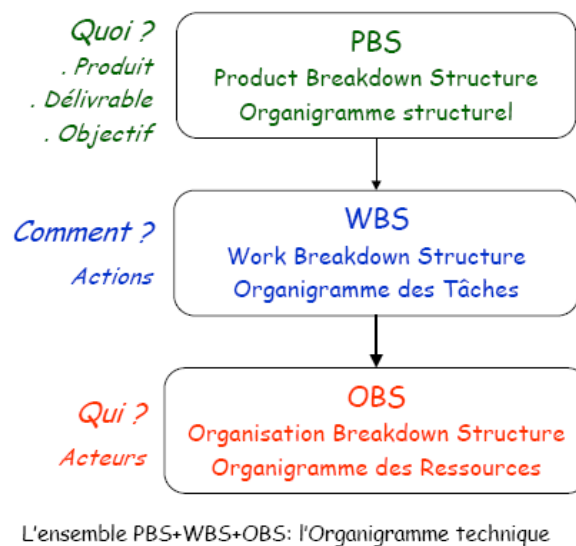 Quoi ?
. Produit
. Délivrable
. Objectif
PBS
Product Breakdown Structure
Organigramme structurel
Comment ?
Actions
WBS
Work Breakdown Structure
Organigramme des Tâches
Qui ?
Acteurs
OBS
Organisation Breakdown Structure
Organigramme des Ressources
L'ensemble PBS+WBS+OBS: l'Organigramme technique